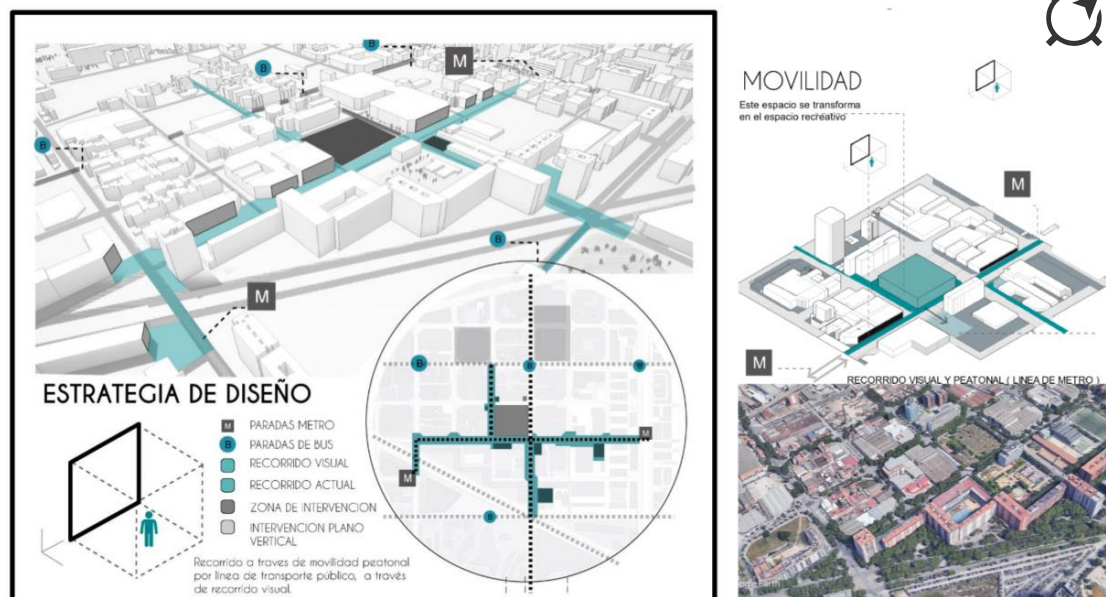 B
B
M
B
B
M
ESTRATEGIA DE DISEÑO
M PARADAS METRO
B PARADAS DE BUS
RECORRIDO VISUAL
RECORRIDO ACTUAL
ZONA DE INTERVENCION
INTERVENCION PLANO
VERTICAL
Recorrido a traves de movilidad peatonal
por linea de transporte público, a través
de recorrido visual.
B
B
B
M
M
B
MOVILIDAD
Este espacio se transforma
en el espacio recreativo
M
M
RECORRIDO VISUAL Y PEATONAL ( LINEA DE METRO )